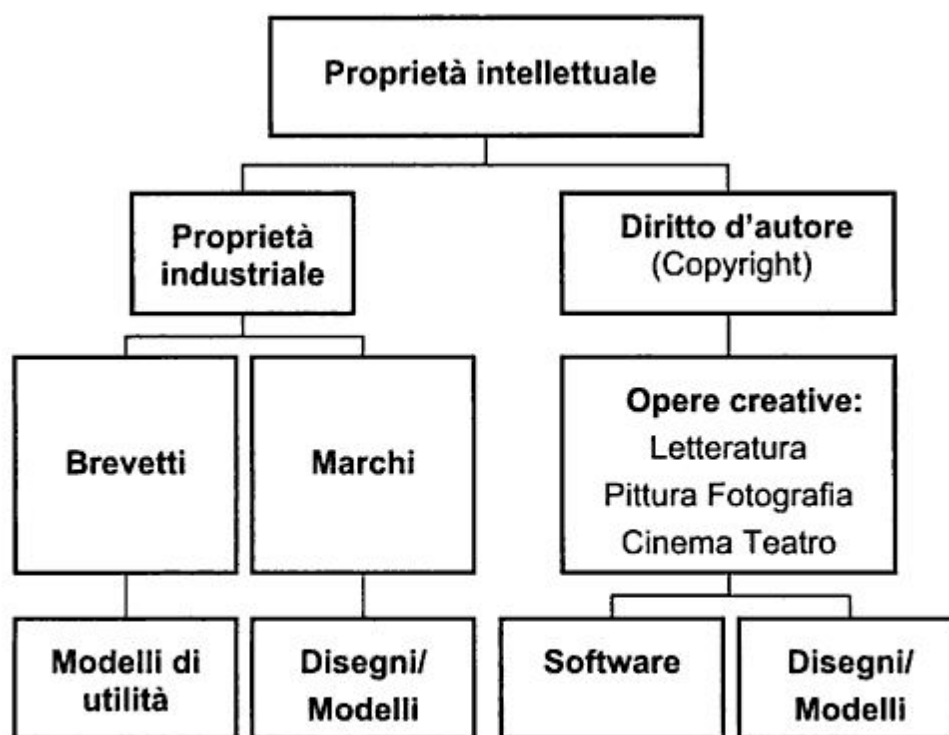 Proprietà intellettuale
Proprietà
industriale
Diritto d'autore
(Copyright)
Brevetti
Marchi
Opere creative:
Letteratura
Pittura Fotografia
Cinema Teatro
Modelli di
utilità
Disegni/
Modelli
Software
Disegni/
Modelli